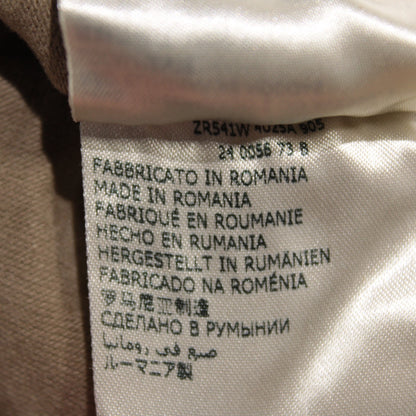 ZR541W 4025A 905
24 0056 73 8
FABBRICATO IN ROMANIA
MADE IN ROMANIA
FABRIQUÉ EN ROUMANIE
HECHO EN RUMANIA
HERGESTELLT IN RUMÄNIEN
FABRICADO NA ROMÉNIA
罗马尼亚制造
СДЕЛАНО В РУМЫНИИ
صنع في رومانيا
ルーマニア製